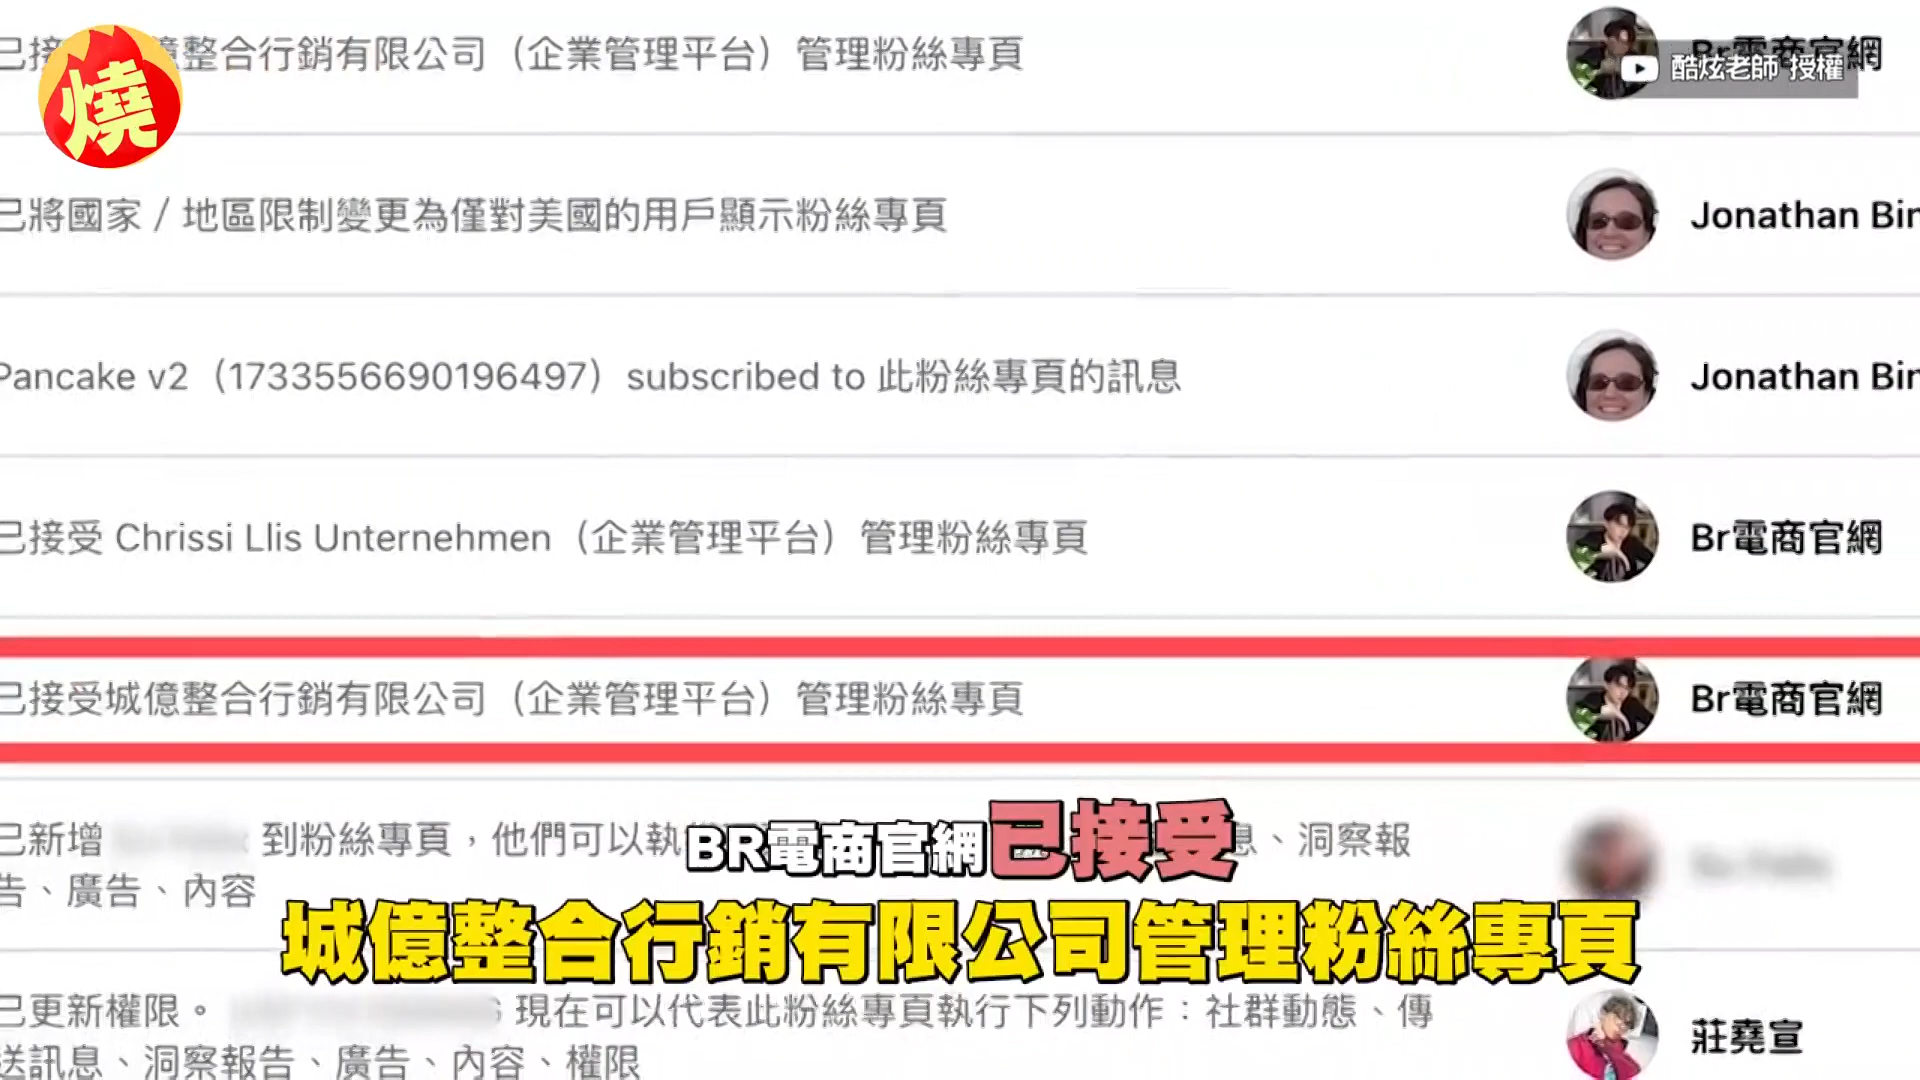 燒
已接 億整合行銷有限公司（企業管理平台）管理粉絲專頁
Br電商官網
酷炫老師 授權
已將國家 / 地區限制變更為僅對美國的用戶顯示粉絲專頁
Jonathan Bin
Pancake v2（1733556690196497）subscribed to 此粉絲專頁的訊息
Jonathan Bin
已接受 Chrissi Llis Unternehmen（企業管理平台）管理粉絲專頁
Br電商官網
已接受城億整合行銷有限公司（企業管理平台）管理粉絲專頁
Br電商官網
已新增 到粉絲專頁，他們可以執 息、洞察報
告、廣告、內容
BR電商官網已接受
城億整合行銷有限公司管理粉絲專頁
已更新權限。 現在可以代表此粉絲專頁執行下列動作：社群動態、傳
送訊息、洞察報告、廣告、內容、權限
莊堯宣